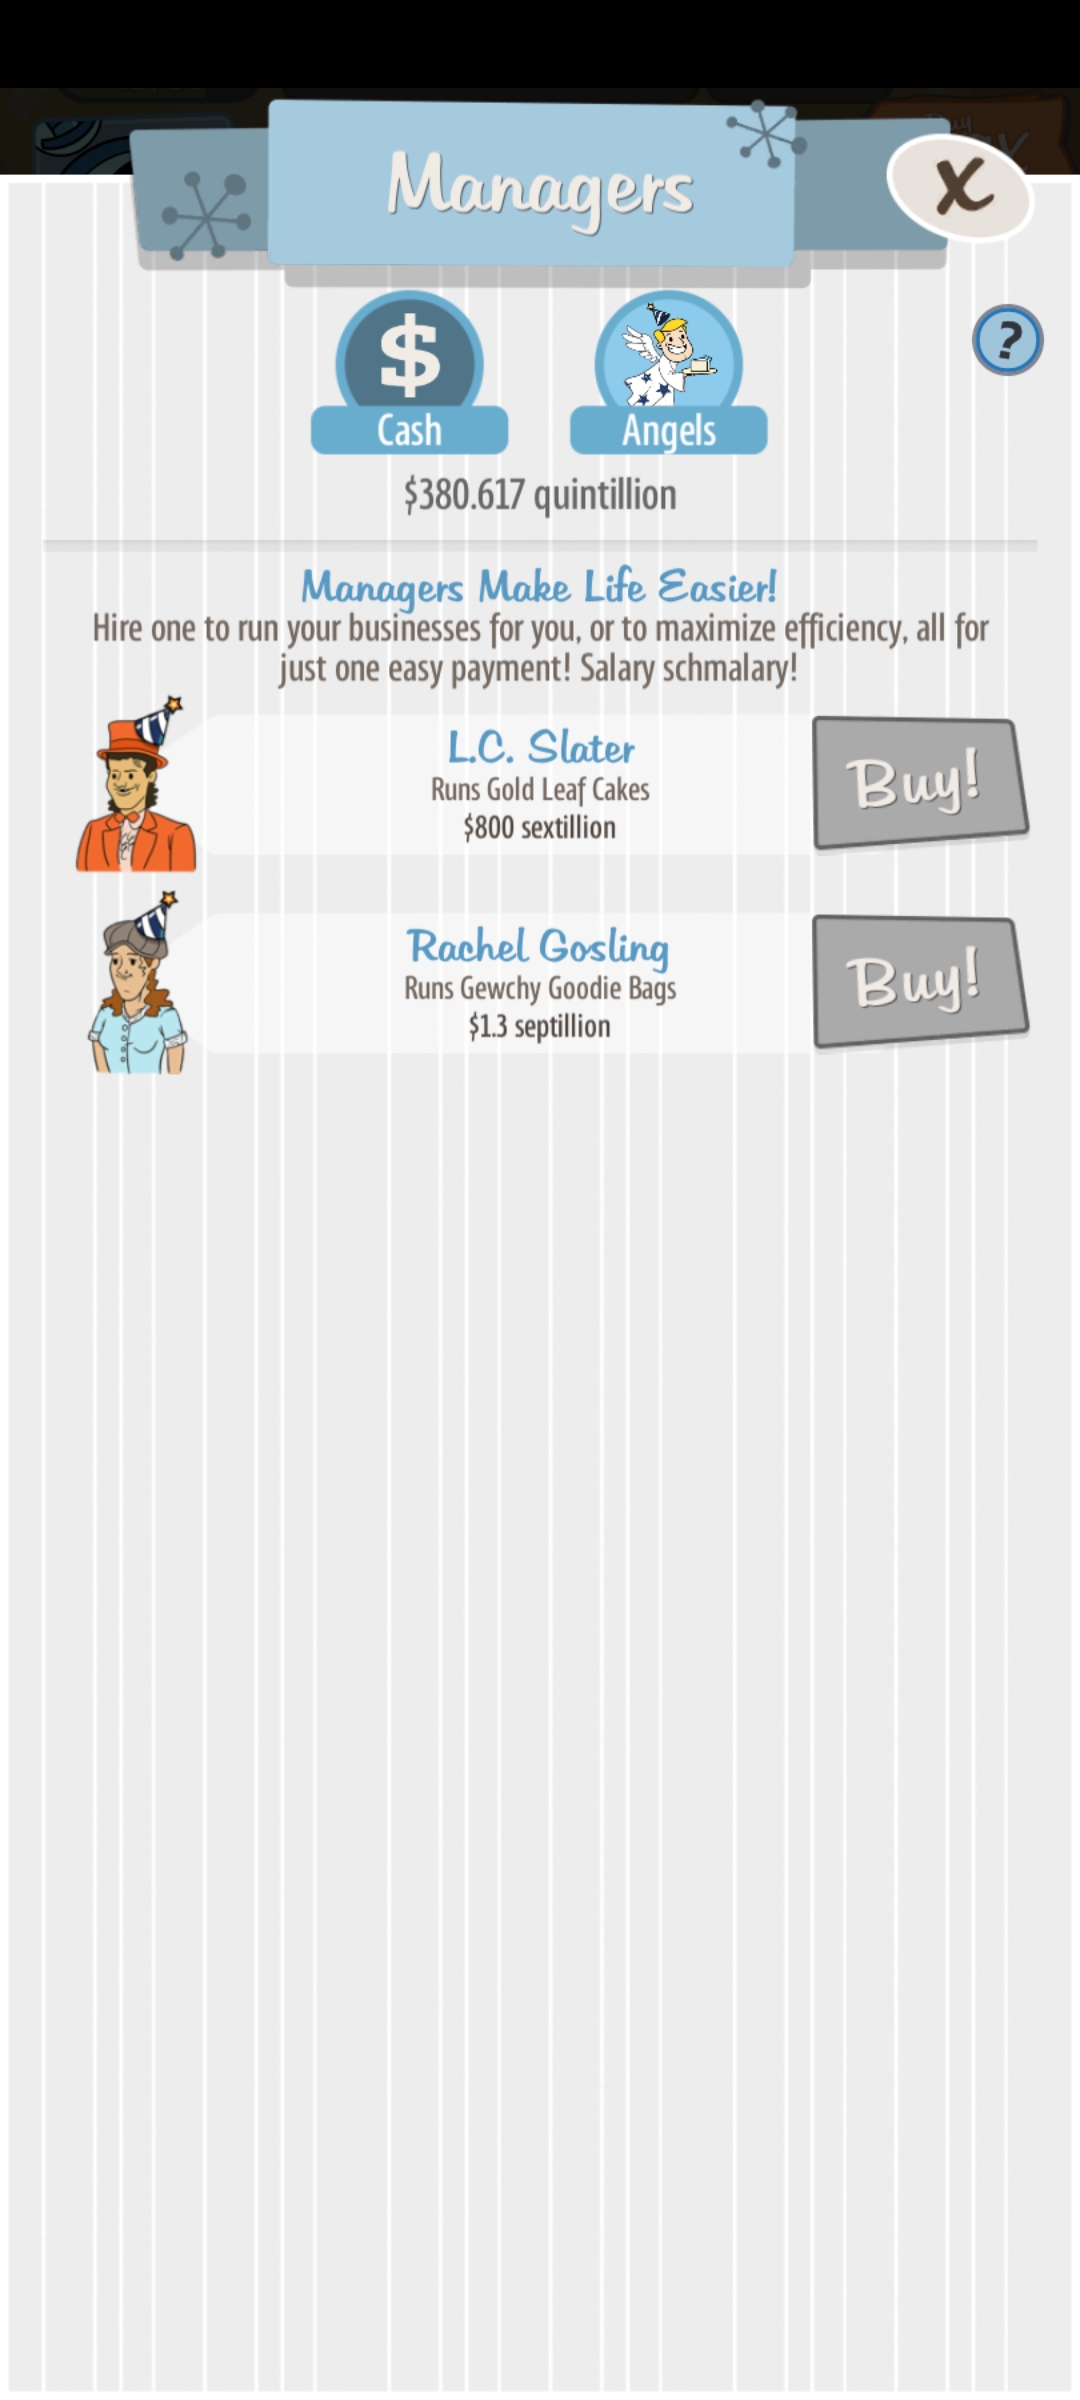 Managers
X
$
Cash
Angels
?
$380.617 quintillion
Managers Make Life Easier!
Hire one to run your businesses for you, or to maximize efficiency, all for
just one easy payment! Salary schmalary!
L.C. Slater
Runs Gold Leaf Cakes
$800 sextillion
Buy!
Rachel Gosling
Runs Gewchy Goodie Bags
$1.3 septillion
Buy!